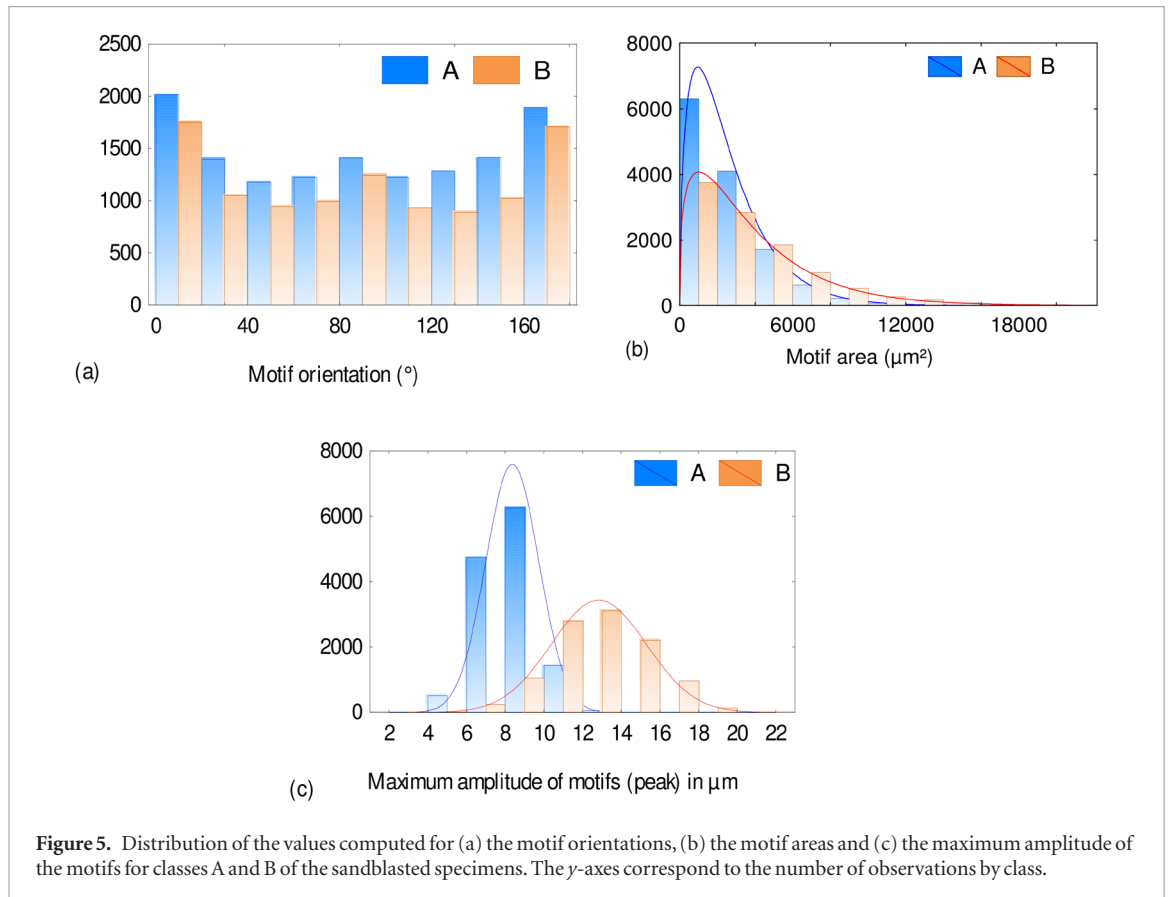 2500
2000
1500
1000
500
0
A B
0 40 80 120 160
(a)
Motif orientation (°)
8000
6000
4000
2000
0
A B
0 6000 12000 18000
(b)
Motif area (µm²)
8000
6000
4000
2000
0
A B
2 4 6 8 10 12 14 16 18 20 22
(c)
Maximum amplitude of motifs (peak) in µm
Figure 5. Distribution of the values computed for (a) the motif orientations, (b) the motif areas and (c) the maximum amplitude of
the motifs for classes A and B of the sandblasted specimens. The y-axes correspond to the number of observations by class.